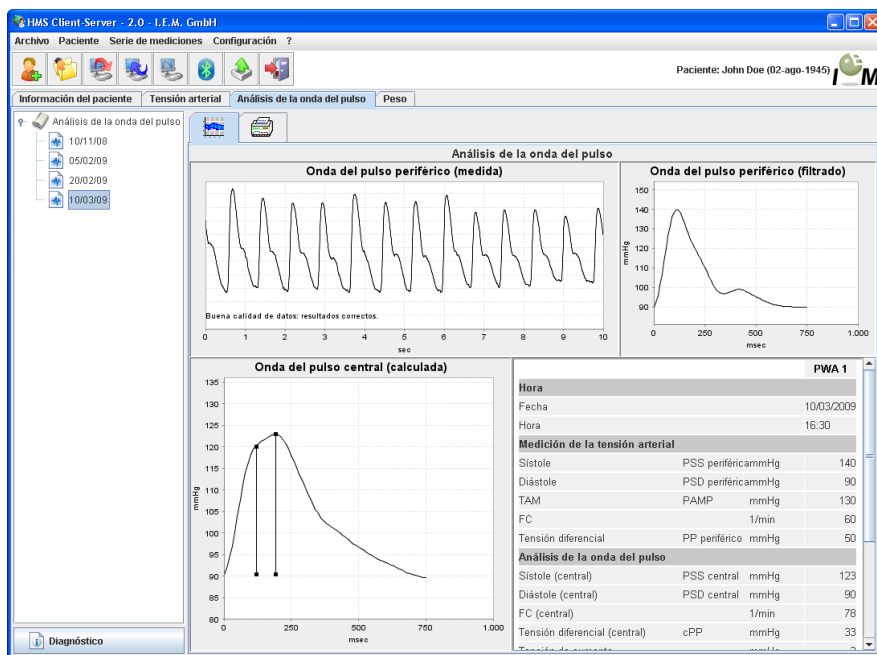 HMS Client-Server - 2.0 - I.E.M. GmbH
Archivo Paciente Serie de mediciones Configuración ?
Paciente: John Doe (02-ago-1945)
IM
Información del paciente Tensión arterial Análisis de la onda del pulso Peso
Análisis de la onda del pulso
10/11/08
05/02/09
20/02/09
10/03/09
Análisis de la onda del pulso
Onda del pulso periférico (medida)
Buena calidad de datos: resultados correctos.
0 1 2 3 4 5 6 7 8 9 10
sec
Onda del pulso periférico (filtrado)
150
140
130
120
110
100
90
mmHg
0 250 500 750 1.000
msec
Onda del pulso central (calculada)
135
130
125
120
115
110
105
100
95
90
85
80
mmHg
0 250 500 750 1.000
msec
PWA 1
Hora
Fecha 10/03/2009
Hora 16:30
Medición de la tensión arterial
Sístole PSS periféricammHg 140
Diástole PSD periféricammHg 90
TAM PAMP mmHg 130
FC 1/min 60
Tensión diferencial PP periférico mmHg 50
Análisis de la onda del pulso
Sístole (central) PSS central mmHg 123
Diástole (central) PSD central mmHg 90
FC (central) 1/min 78
Tensión diferencial (central) cPP mmHg 33
Diagnóstico